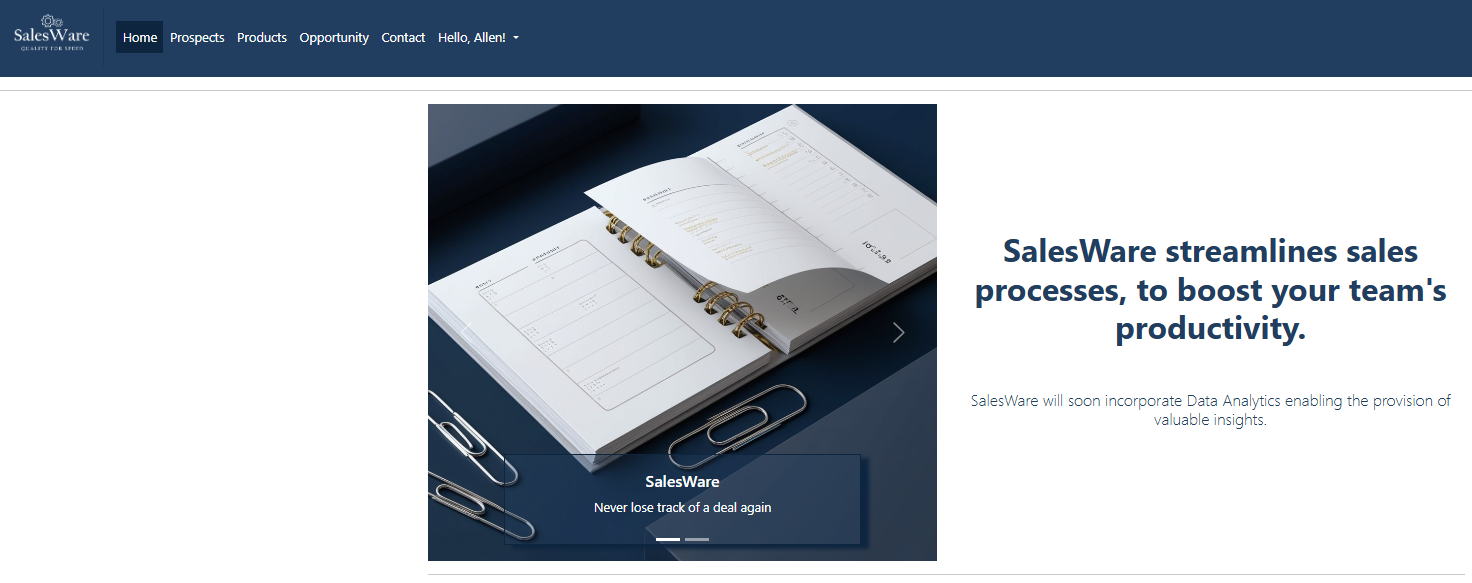 SalesWare
QUALITY FOR SPEED
Home Prospects Products Opportunity Contact Hello, Allen!
SalesWare streamlines sales
processes, to boost your team's
productivity.
SalesWare will soon incorporate Data Analytics enabling the provision of
valuable insights.
SalesWare
Never lose track of a deal again